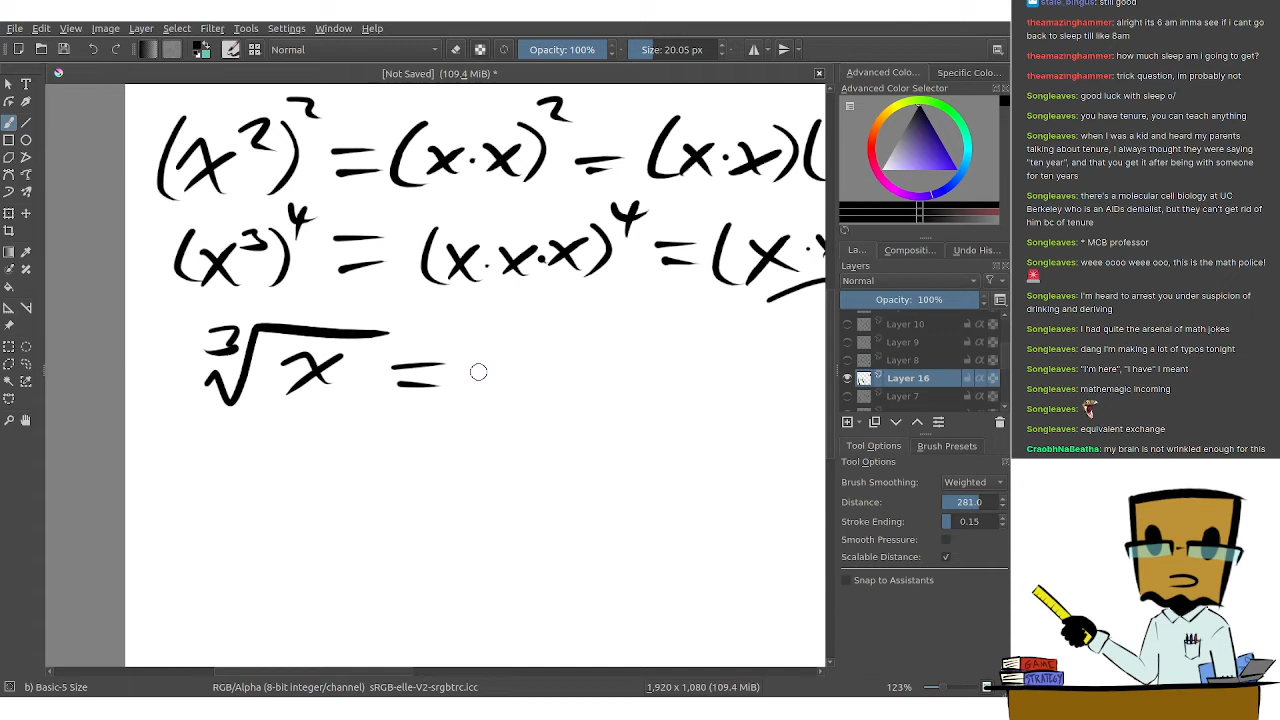 File Edit View Image Layer Select Filter Tools Settings Window Help
Normal Opacity: 100% Size: 20.05 px
[Not Saved] (109.4 MiB) *
(x²)² = (x·x)² = (x·x)(
(x³)⁴ = (x·x·x)⁴ = (x·x
³√x =
Advanced Colo... Specific Colo...
Advanced Color Selector
La... Compositi... Undo His...
Layers
Normal
Opacity: 100%
Layer 10
Layer 9
Layer 8
Layer 16
Layer 7
Tool Options Brush Presets
Tool Options
Brush Smoothing: Weighted
Distance: 281.0
Stroke Ending: 0.15
Smooth Pressure:
Scalable Distance: ✓
Snap to Assistants
b) Basic-5 Size RGB/Alpha (8-bit integer/channel) sRGB-elle-V2-srgbtrc.icc 1,920 x 1,080 (109.4 MiB) 123%
stale_bingus: still good
theamazinghammer: alright its 6 am imma see if i cant go
back to sleep till like 8am
theamazinghammer: how much sleep am i going to get?
theamazinghammer: trick question, im probably not
Songleaves: good luck with sleep o/
Songleaves: you have tenure, you can teach anything
Songleaves: when I was a kid and heard my parents
talking about tenure, I always thought they were saying
"ten year", and that you get it after being with someone
for ten years
Songleaves: there's a molecular cell biology at UC
Berkeley who is an AIDs denialist, but they can't get rid of
him bc of tenure
Songleaves: * MCB professor
Songleaves: weee oooo weee ooo, this is the math police!
Songleaves: I'm heard to arrest you under suspicion of
drinking and deriving
Songleaves: I had quite the arsenal of math jokes
Songleaves: dang I'm making a lot of typos tonight
Songleaves: "I'm here", "I have" I meant
Songleaves: mathemagic incoming
Songleaves:
Songleaves: equivalent exchange
CraobhNaBeatha: my brain is not wrinkled enough for this
GAME
STRATEGY